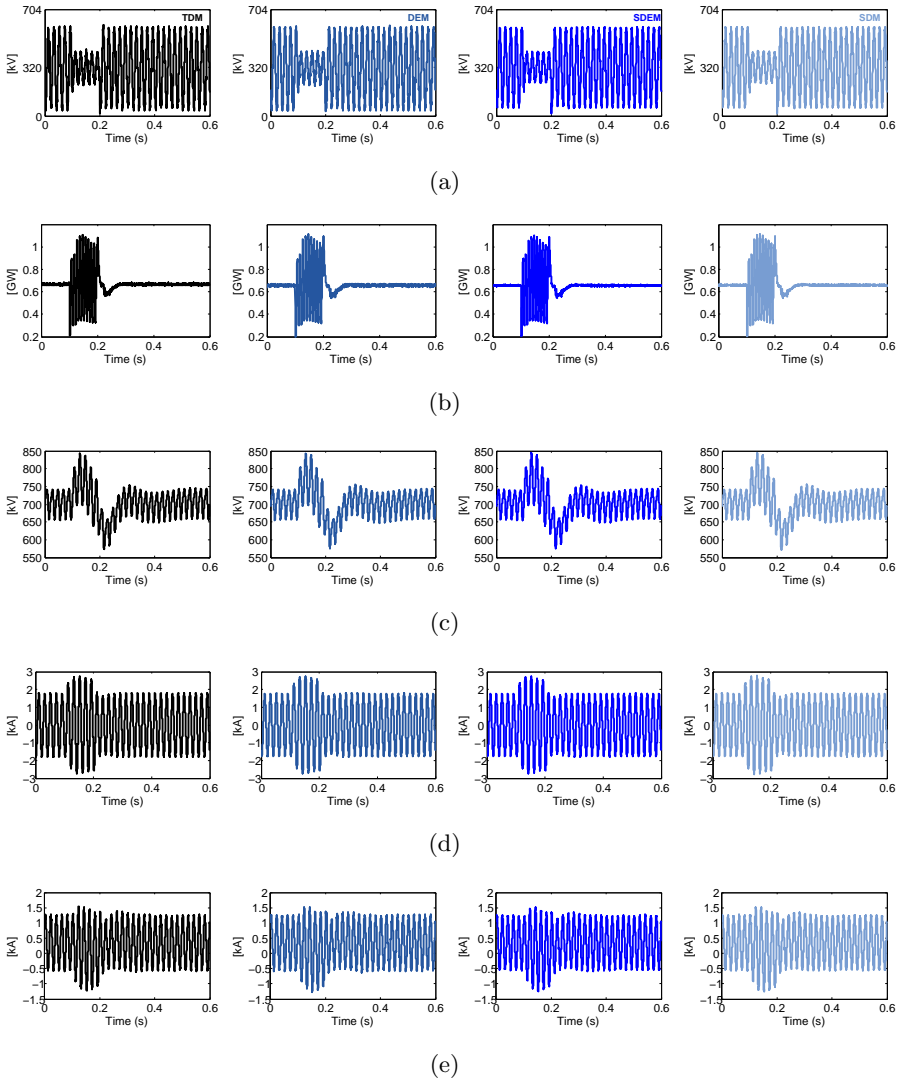 704
320
0
[kV]
TDM
0 0.2 0.4 0.6
Time (s)
704
320
0
[kV]
DEM
0 0.2 0.4 0.6
Time (s)
704
320
0
[kV]
SDEM
0 0.2 0.4 0.6
Time (s)
704
320
0
[kV]
SDM
0 0.2 0.4 0.6
Time (s)
(a)
1
0.8
0.6
0.4
0.2
[GW]
0 0.2 0.4 0.6
Time (s)
1
0.8
0.6
0.4
0.2
[GW]
0 0.2 0.4 0.6
Time (s)
1
0.8
0.6
0.4
0.2
[GW]
0 0.2 0.4 0.6
Time (s)
1
0.8
0.6
0.4
0.2
[GW]
0 0.2 0.4 0.6
Time (s)
(b)
850
800
750
700
650
600
550
[kV]
0 0.2 0.4 0.6
Time (s)
850
800
750
700
650
600
550
[kV]
0 0.2 0.4 0.6
Time (s)
850
800
750
700
650
600
550
[kV]
0 0.2 0.4 0.6
Time (s)
850
800
750
700
650
600
550
[kV]
0 0.2 0.4 0.6
Time (s)
(c)
3
2
1
0
−1
−2
−3
[kA]
0 0.2 0.4 0.6
Time (s)
3
2
1
0
−1
−2
−3
[kA]
0 0.2 0.4 0.6
Time (s)
3
2
1
0
−1
−2
−3
[kA]
0 0.2 0.4 0.6
Time (s)
3
2
1
0
−1
−2
−3
[kA]
0 0.2 0.4 0.6
Time (s)
(d)
2
1.5
1
0.5
0
−0.5
−1
−1.5
[kA]
0 0.2 0.4 0.6
Time (s)
2
1.5
1
0.5
0
−0.5
−1
−1.5
[kA]
0 0.2 0.4 0.6
Time (s)
2
1.5
1
0.5
0
−0.5
−1
−1.5
[kA]
0 0.2 0.4 0.6
Time (s)
2
1.5
1
0.5
0
−0.5
−1
−1.5
[kA]
0 0.2 0.4 0.6
Time (s)
(e)